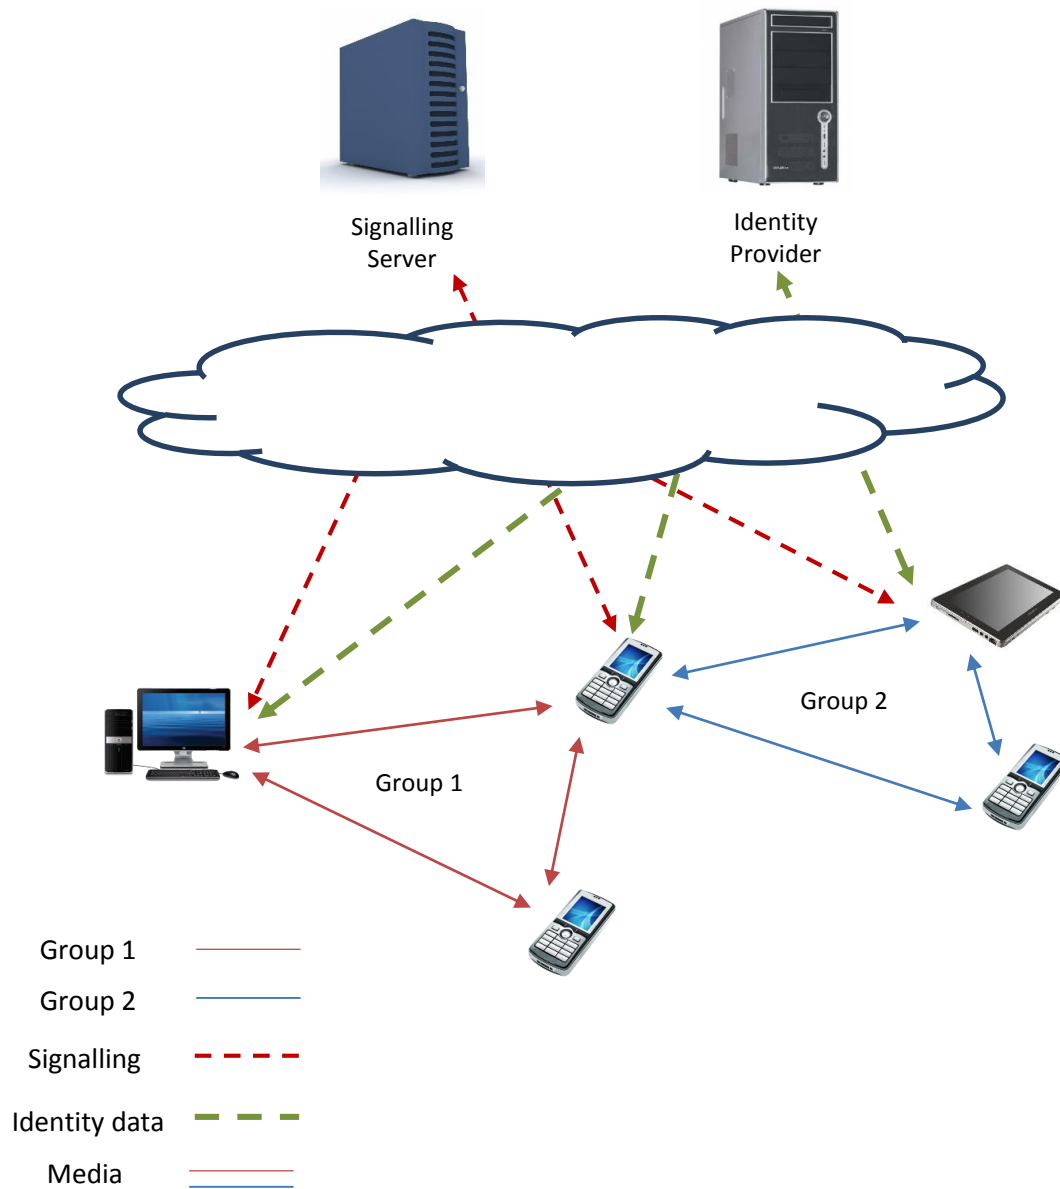 Signalling
Server
Identity
Provider
Group 2
Group 1
Group 1
Group 2
Signalling
Identity data
Media